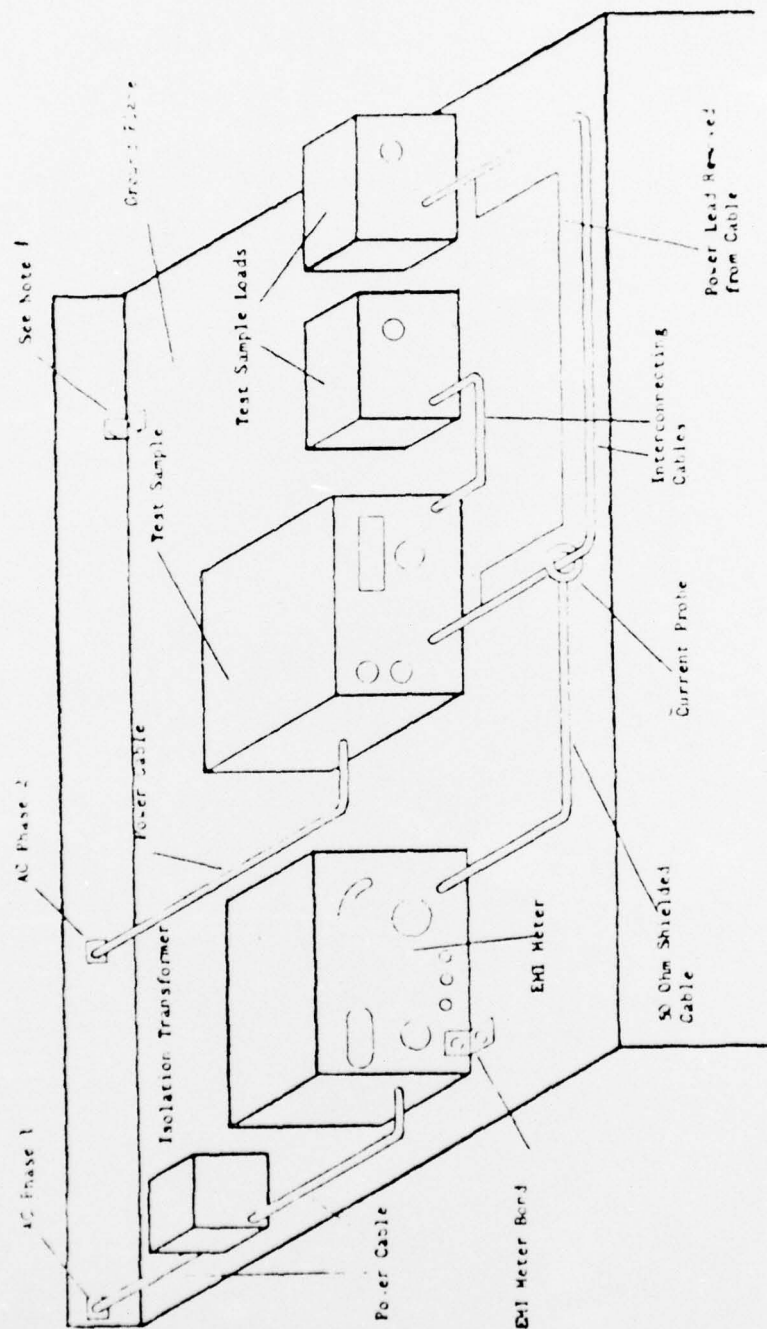 AC Phase 1
AC Phase 2
See Note 1
Ground Plane
Isolation Transformer
Power Cable
Test Sample
Test Sample Loads
Power Cable
EMI Meter Bond
EMI Meter
50 Ohm Shielded
Cable
Current Probe
Interconnecting
Cables
Power Lead Removed
from Cable